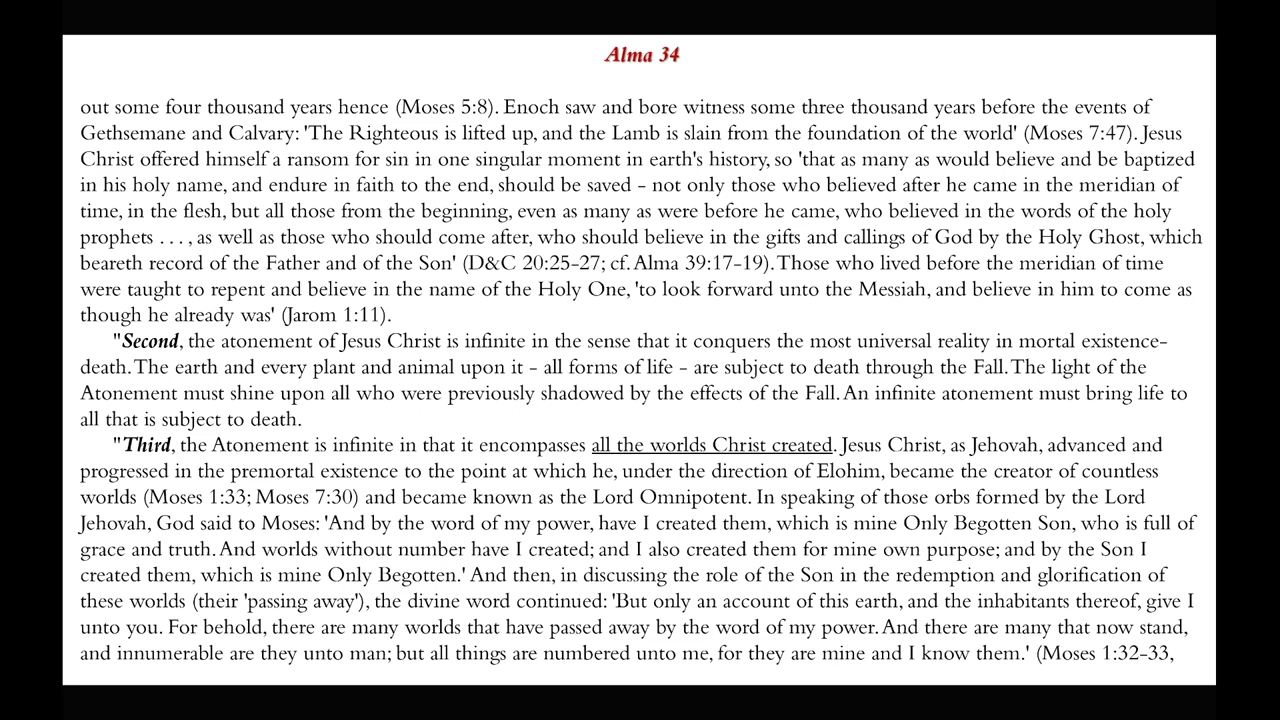 Alma 34
out some four thousand years hence (Moses 5:8). Enoch saw and bore witness some three thousand years before the events of
Gethsemane and Calvary: 'The Righteous is lifted up, and the Lamb is slain from the foundation of the world' (Moses 7:47). Jesus
Christ offered himself a ransom for sin in one singular moment in earth's history, so 'that as many as would believe and be baptized
in his holy name, and endure in faith to the end, should be saved - not only those who believed after he came in the meridian of
time, in the flesh, but all those from the beginning, even as many as were before he came, who believed in the words of the holy
prophets . . . , as well as those who should come after, who should believe in the gifts and callings of God by the Holy Ghost, which
beareth record of the Father and of the Son' (D&C 20:25-27; cf. Alma 39:17-19). Those who lived before the meridian of time
were taught to repent and believe in the name of the Holy One, 'to look forward unto the Messiah, and believe in him to come as
though he already was' (Jarom 1:11).
"Second, the atonement of Jesus Christ is infinite in the sense that it conquers the most universal reality in mortal existence-
death. The earth and every plant and animal upon it - all forms of life - are subject to death through the Fall. The light of the
Atonement must shine upon all who were previously shadowed by the effects of the Fall. An infinite atonement must bring life to
all that is subject to death.
"Third, the Atonement is infinite in that it encompasses all the worlds Christ created. Jesus Christ, as Jehovah, advanced and
progressed in the premortal existence to the point at which he, under the direction of Elohim, became the creator of countless
worlds (Moses 1:33; Moses 7:30) and became known as the Lord Omnipotent. In speaking of those orbs formed by the Lord
Jehovah, God said to Moses: 'And by the word of my power, have I created them, which is mine Only Begotten Son, who is full of
grace and truth. And worlds without number have I created; and I also created them for mine own purpose; and by the Son I
created them, which is mine Only Begotten.' And then, in discussing the role of the Son in the redemption and glorification of
these worlds (their 'passing away'), the divine word continued: 'But only an account of this earth, and the inhabitants thereof, give I
unto you. For behold, there are many worlds that have passed away by the word of my power. And there are many that now stand,
and innumerable are they unto man; but all things are numbered unto me, for they are mine and I know them.' (Moses 1:32-33,